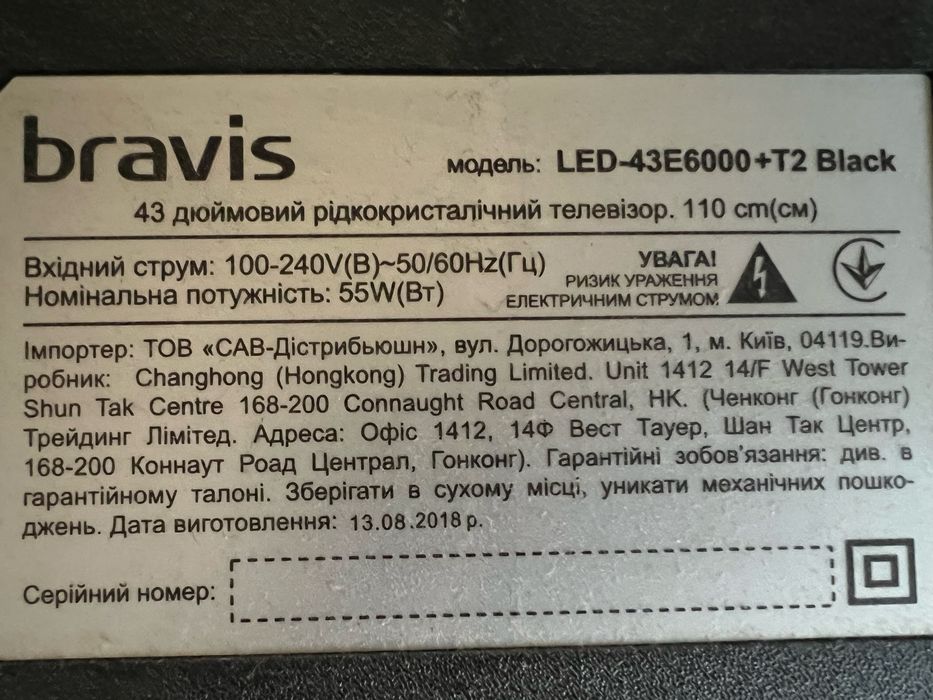 bravis
модель: LED-43E6000+T2 Black
43 дюймовий рідкокристалічний телевізор. 110 cm(см)
Вхідний струм: 100-240V(В)~50/60Hz(Гц)
Номінальна потужність: 55W(Вт)
УВАГА!
РИЗИК УРАЖЕННЯ
ЕЛЕКТРИЧНИМ СТРУМОМ
Імпортер: ТОВ «САВ-Дістрибьюшн», вул. Дорогожицька, 1, м. Київ, 04119.Ви-
робник: Changhong (Hongkong) Trading Limited. Unit 1412 14/F West Tower
Shun Tak Centre 168-200 Connaught Road Central, HK. (Ченконг (Гонконг)
Трейдинг Лімітед. Адреса: Офіс 1412, 14Ф Вест Тауер, Шан Так Центр,
168-200 Коннаут Роад Централ, Гонконг). Гарантійні зобов'язання: див. в
гарантійному талоні. Зберігати в сухому місці, уникати механічних пошко-
джень. Дата виготовлення: 13.08.2018 р.
Серійний номер: